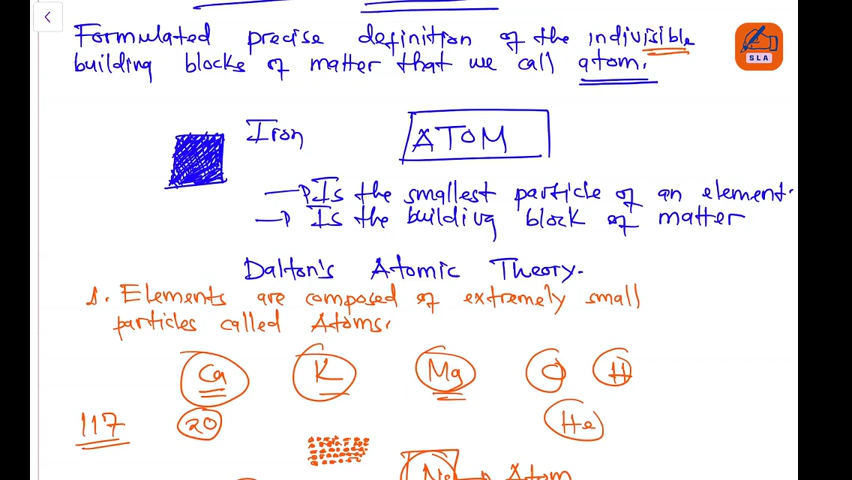 Formulated precise definition of the indivisible
building blocks of matter that we call atom.
SLA
Iron
ATOM
→ Is the smallest particle of an element.
→ Is the building block of matter
Dalton's Atomic Theory.
1. Elements are composed of extremely small
particles called Atoms.
Ca K Mg O H
117 20 He
→ Atom